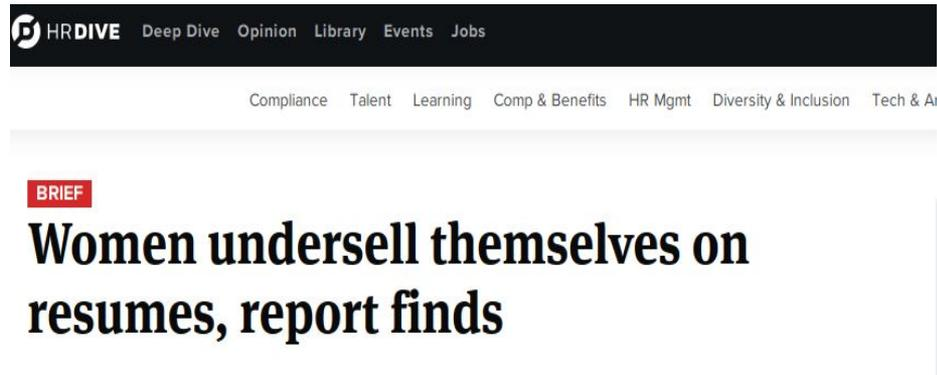 HRDIVE Deep Dive Opinion Library Events Jobs
Compliance Talent Learning Comp & Benefits HR Mgmt Diversity & Inclusion Tech &
BRIEF
Women undersell themselves on
resumes, report finds